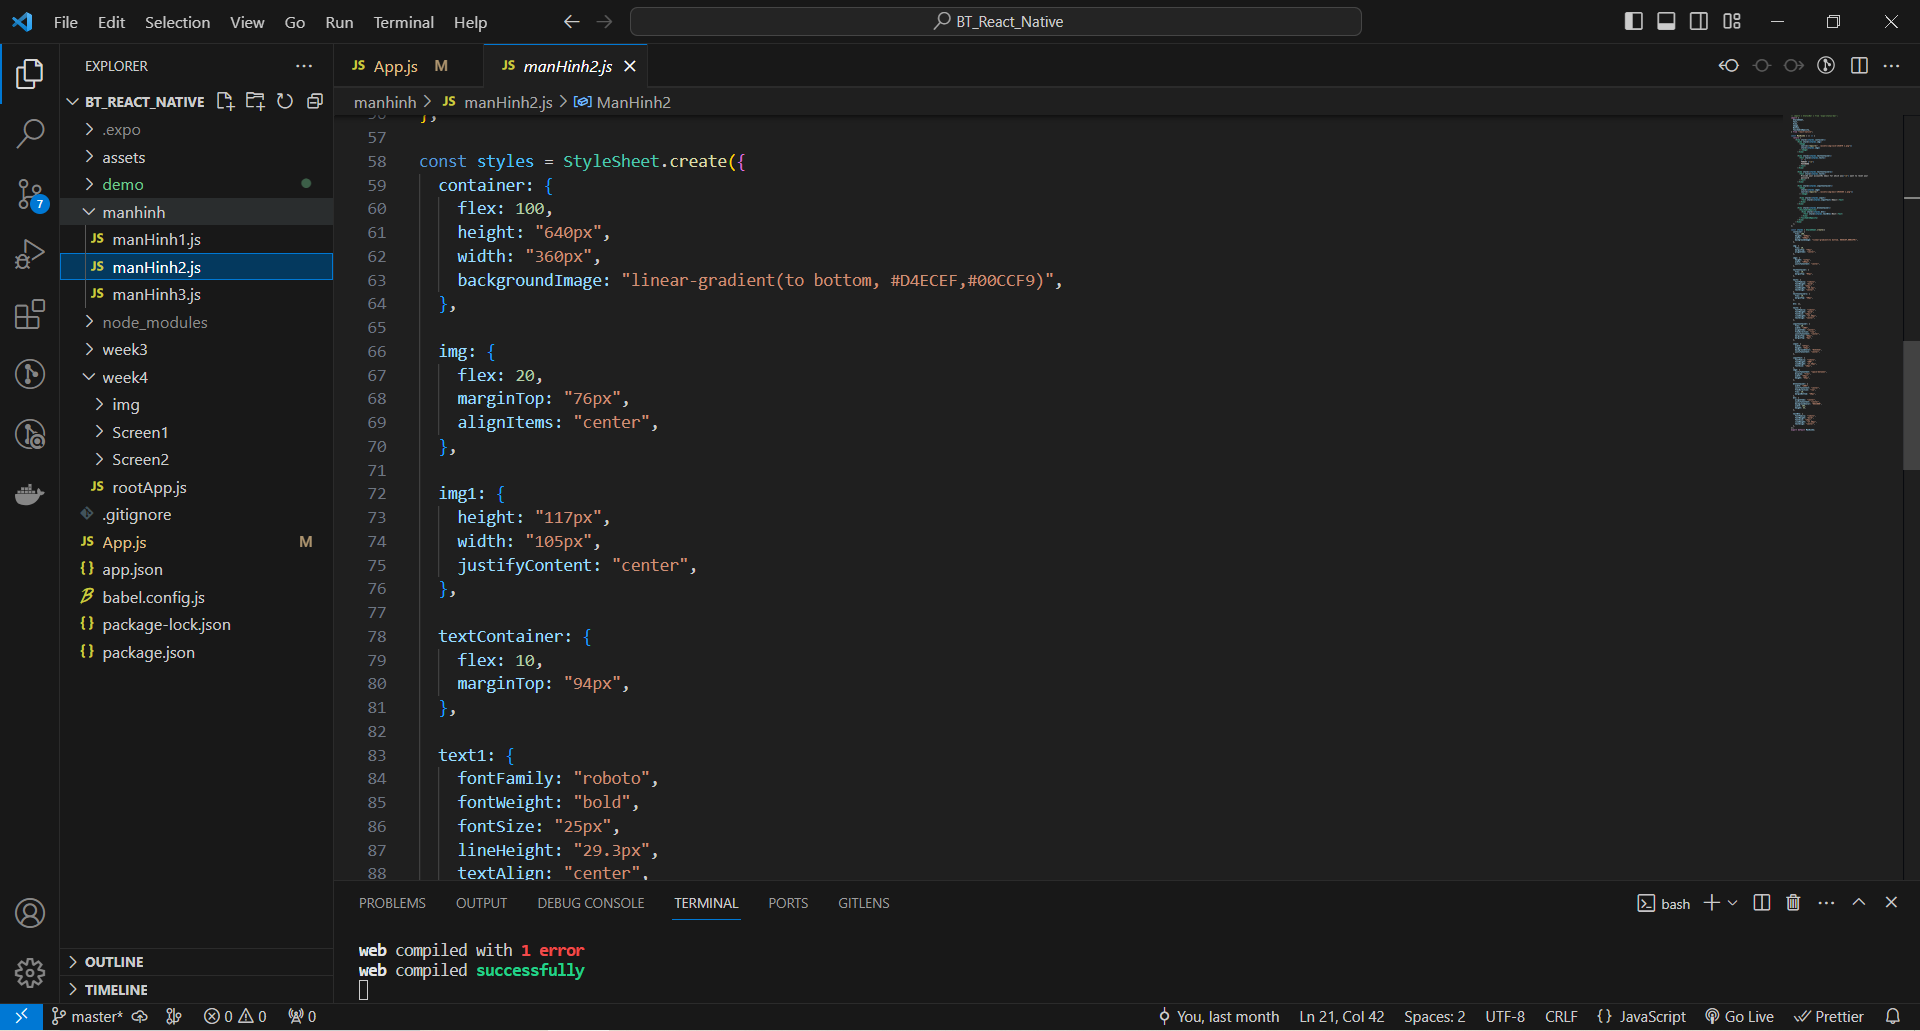 File Edit Selection View Go Run Terminal Help
BT_React_Native
EXPLORER
BT_REACT_NATIVE
.expo
assets
demo
manhinh
JS manHinh1.js
JS manHinh2.js
JS manHinh3.js
node_modules
week3
week4
img
Screen1
Screen2
JS rootApp.js
.gitignore
JS App.js M
{} app.json
babel.config.js
{} package-lock.json
{} package.json
OUTLINE
TIMELINE
7
JS App.js M
JS manHinh2.js
manhinh > JS manHinh2.js > ManHinh2
56 };
57
58 const styles = StyleSheet.create({
59 container: {
60 flex: 100,
61 height: "640px",
62 width: "360px",
63 backgroundImage: "linear-gradient(to bottom, #D4ECEF,#00CCF9)",
64 },
65
66 img: {
67 flex: 20,
68 marginTop: "76px",
69 alignItems: "center",
70 },
71
72 img1: {
73 height: "117px",
74 width: "105px",
75 justifyContent: "center",
76 },
77
78 textContainer: {
79 flex: 10,
80 marginTop: "94px",
81 },
82
83 text1: {
84 fontFamily: "roboto",
85 fontWeight: "bold",
86 fontSize: "25px",
87 lineHeight: "29.3px",
88 textAlign: "center",
PROBLEMS OUTPUT DEBUG CONSOLE TERMINAL PORTS GITLENS
bash
web compiled with 1 error
web compiled successfully
master* 0 0 0
You, last month Ln 21, Col 42 Spaces: 2 UTF-8 CRLF {} JavaScript Go Live Prettier